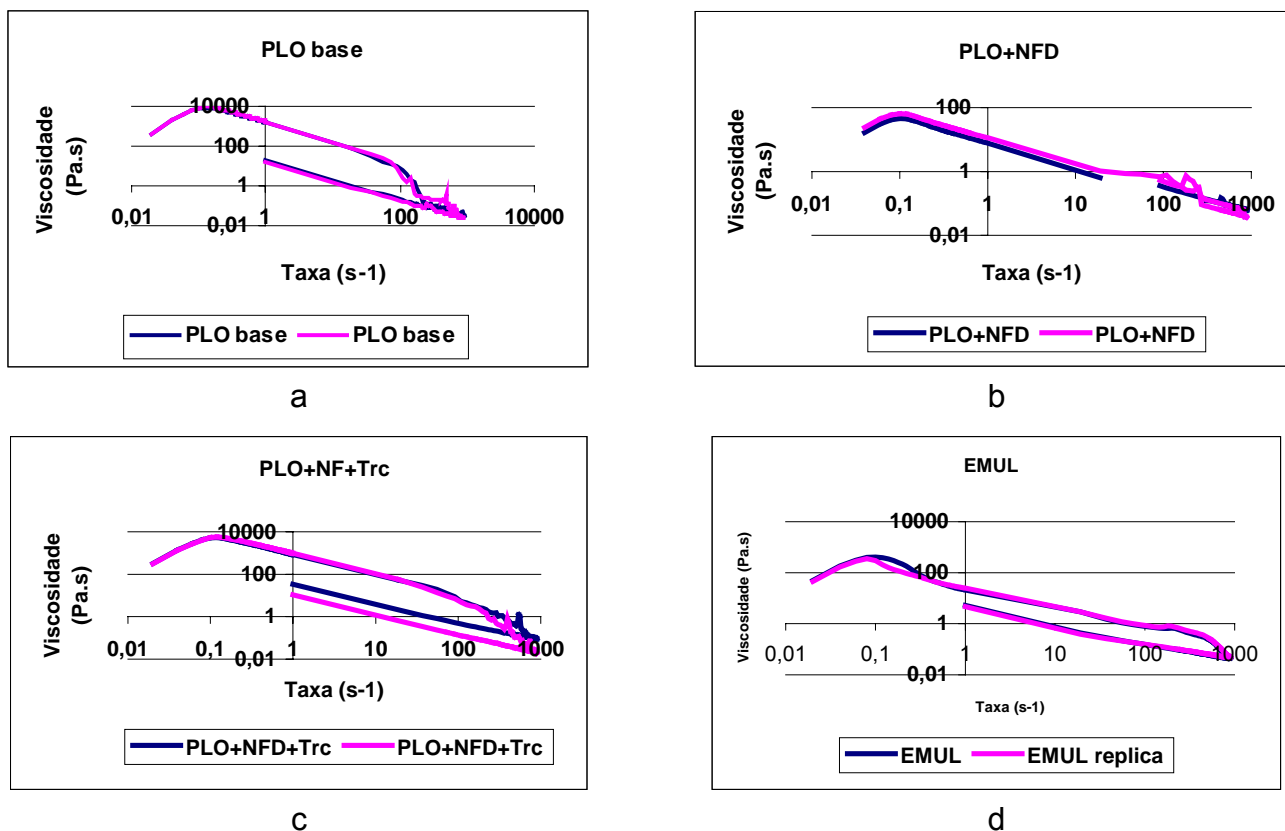 PLO base
Viscosidade
(Pa.s)
10000
100
1
0,01
0,01
1
100
10000
Taxa (s-1)
PLO base
PLO base
a
PLO+NFD
Viscosidade
(Pa.s)
100
1
0,01
0,01
0,1
1
10
100
1000
Taxa (s-1)
PLO+NFD
PLO+NFD
b
PLO+NF+Trc
Viscosidade
(Pa.s)
10000
100
1
0,01
0,01
0,1
1
10
100
1000
Taxa (s-1)
PLO+NFD+Trc
PLO+NFD+Trc
c
EMUL
Viscosidade (Pa.s)
10000
100
1
0,01
0,01
0,1
1
10
100
1000
Taxa (s-1)
EMUL
EMUL replica
d